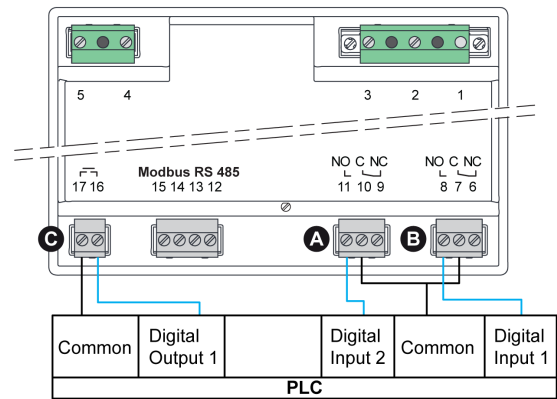 5 4 3 2 1
Modbus RS 485
NO C NC NO C NC
17 16 15 14 13 12 11 10 9 8 7 6
C A B
Common Digital Output 1 Digital Input 2 Common Digital Input 1
PLC